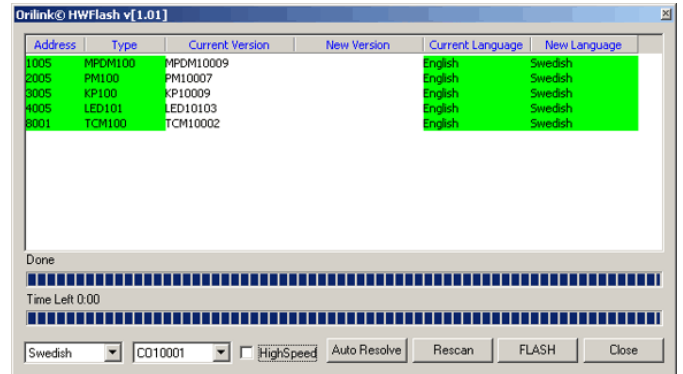 Orilink© HWFlash v[1.01]
Address Type Current Version New Version Current Language New Language
1005 MPDM100 MPDM10009 English Swedish
2005 PM100 PM10007 English Swedish
3005 KP100 KP10009 English Swedish
4005 LED101 LED10103 English Swedish
8001 TCM100 TCM10002 English Swedish
Done
Time Left 0:00
Swedish CO10001 HighSpeed Auto Resolve Rescan FLASH Close